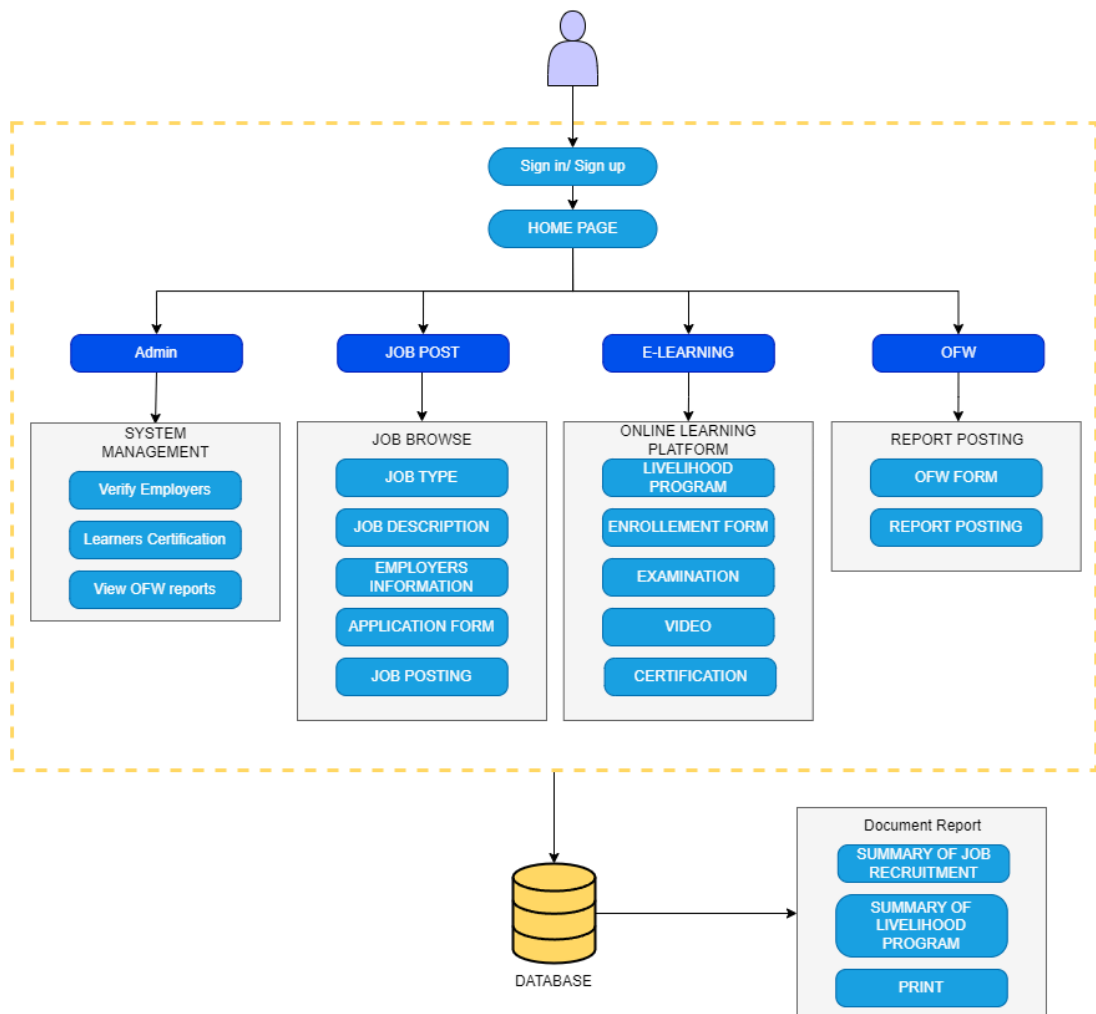 Sign in/ Sign up
HOME PAGE
Admin
JOB POST
E-LEARNING
OFW
SYSTEM
MANAGEMENT
Verify Employers
Learners Certification
View OFW reports
JOB BROWSE
JOB TYPE
JOB DESCRIPTION
EMPLOYERS
INFORMATION
APPLICATION FORM
JOB POSTING
ONLINE LEARNING
PLATFORM
LIVELIHOOD
PROGRAM
ENROLLEMENT FORM
EXAMINATION
VIDEO
CERTIFICATION
REPORT POSTING
OFW FORM
REPORT POSTING
DATABASE
Document Report
SUMMARY OF JOB
RECRUITMENT
SUMMARY OF
LIVELIHOOD
PROGRAM
PRINT